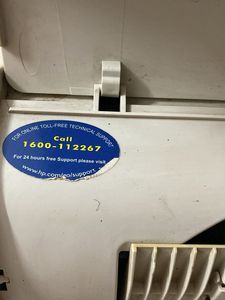 FOR ONLINE TOLL-FREE TECHNICAL SUPPORT
Call
1600-112267
For 24 hours free Support please visit
www.hp.com/eo/support